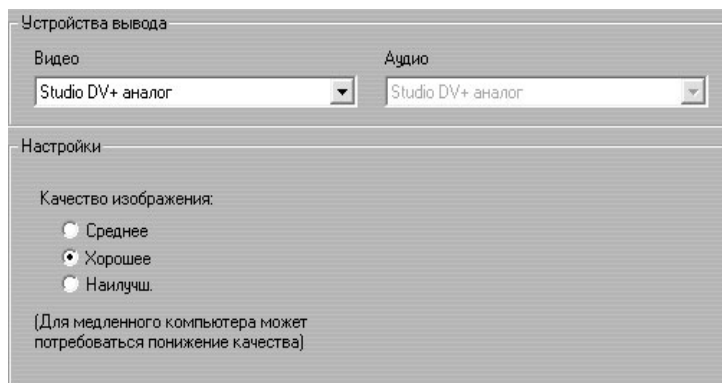 Устройства вывода
Видео Аудио
Studio DV+ аналог Studio DV+ аналог
Настройки
Качество изображения:
Среднее
Хорошее
Наилучш.
(Для медленного компьютера может
потребоваться понижение качества)